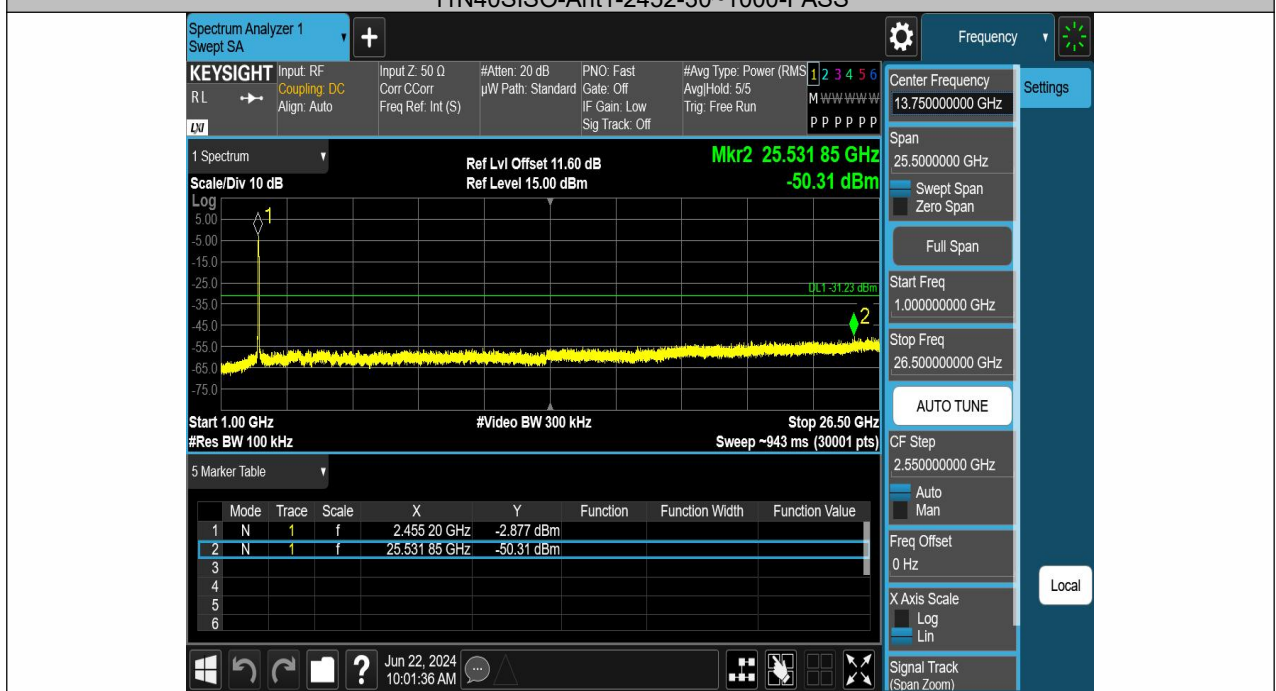 11N40SISO-Ant1-2452-30~1000-PASS
Spectrum Analyzer 1
Swept SA
+
Frequency
KEYSIGHT
RL
LXI
Input: RF
Coupling: DC
Align: Auto
Input Z: 50 Ω
Corr CCorr
Freq Ref: Int (S)
#Atten: 20 dB
µW Path: Standard
PNO: Fast
Gate: Off
IF Gain: Low
Sig Track: Off
#Avg Type: Power (RMS
Avg|Hold: 5/5
Trig: Free Run
1 2 3 4 5 6
M W W W W W
P P P P P P
1 Spectrum
Scale/Div 10 dB
Ref Lvl Offset 11.60 dB
Ref Level 15.00 dBm
Mkr2 25.531 85 GHz
-50.31 dBm
Log
5.00
-5.00
-15.0
-25.0
-35.0
-45.0
-55.0
-65.0
-75.0
1
DL1 -31.23 dBm
2
Start 1.00 GHz
#Video BW 300 kHz
Stop 26.50 GHz
#Res BW 100 kHz
Sweep ~943 ms (30001 pts)
5 Marker Table
Mode Trace Scale X Y Function Function Width Function Value
1 N 1 f 2.455 20 GHz -2.877 dBm
2 N 1 f 25.531 85 GHz -50.31 dBm
3
4
5
6
?
Jun 22, 2024
10:01:36 AM
Center Frequency
13.750000000 GHz
Settings
Span
25.5000000 GHz
Swept Span
Zero Span
Full Span
Start Freq
1.000000000 GHz
Stop Freq
26.500000000 GHz
AUTO TUNE
CF Step
2.550000000 GHz
Auto
Man
Freq Offset
0 Hz
Local
X Axis Scale
Log
Lin
Signal Track
(Span Zoom)